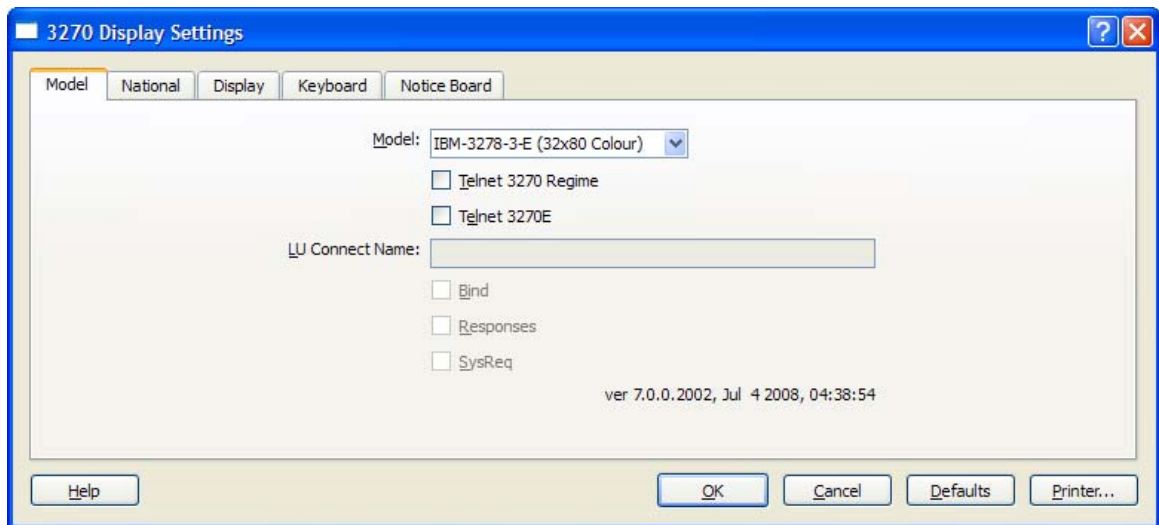 3270 Display Settings
Model National Display Keyboard Notice Board
Model: IBM-3278-3-E (32x80 Colour)
Telnet 3270 Regime
Telnet 3270E
LU Connect Name:
Bind
Responses
SysReq
ver 7.0.0.2002, Jul 4 2008, 04:38:54
Help OK Cancel Defaults Printer...